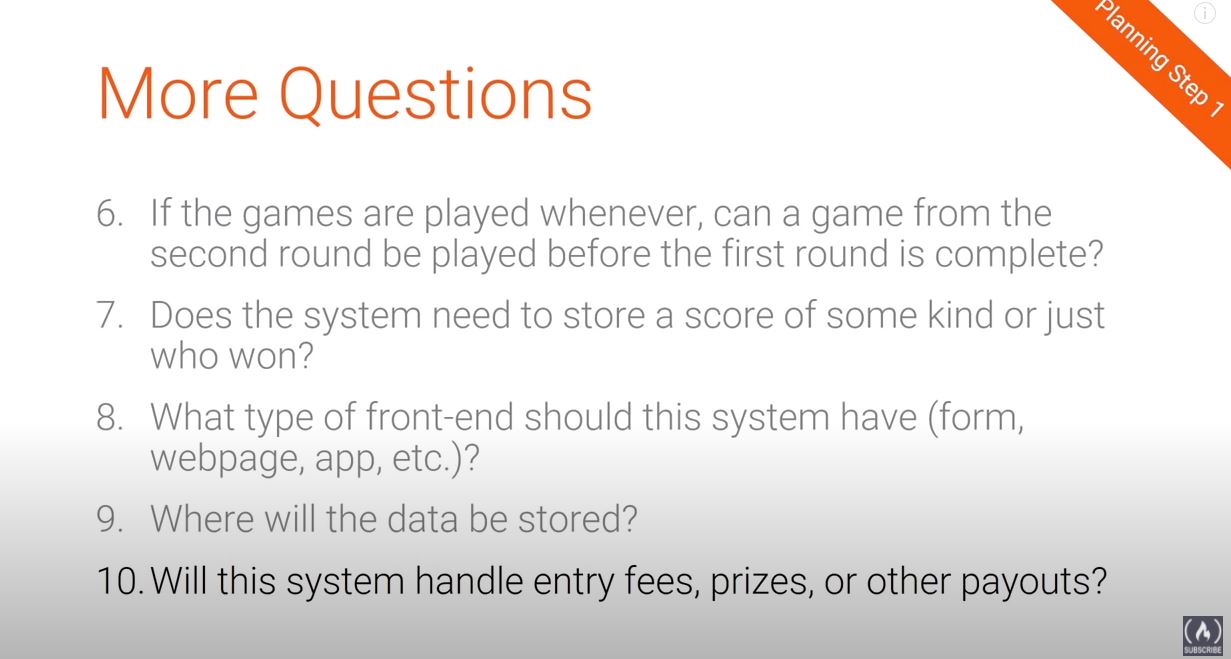 Planning Step 1
More Questions
6. If the games are played whenever, can a game from the
second round be played before the first round is complete?
7. Does the system need to store a score of some kind or just
who won?
8. What type of front-end should this system have (form,
webpage, app, etc.)?
9. Where will the data be stored?
10. Will this system handle entry fees, prizes, or other payouts?
SUBSCRIBE